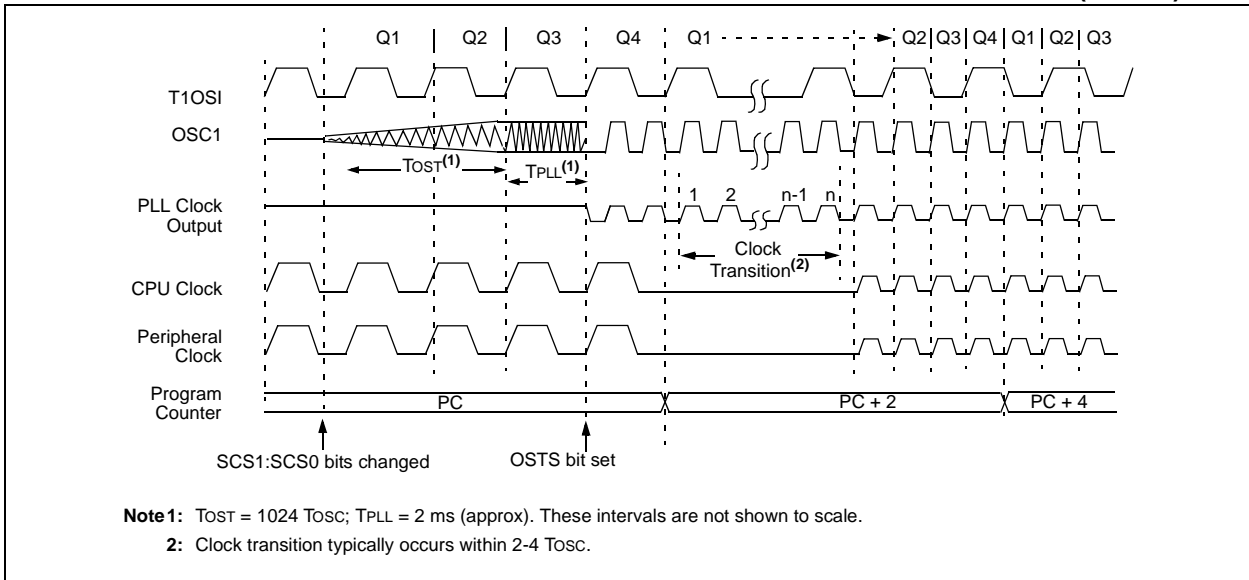 Q1 Q2 Q3 Q4 Q1 Q2 Q3 Q4 Q1 Q2 Q3
T1OSI
OSC1
TOST(1)
TPLL(1)
1 2 n-1 n
PLL Clock
Output
Clock
Transition(2)
CPU Clock
Peripheral
Clock
Program
Counter
PC PC + 2 PC + 4
SCS1:SCS0 bits changed OSTS bit set
Note 1: TOST = 1024 TOSC; TPLL = 2 ms (approx). These intervals are not shown to scale.
2: Clock transition typically occurs within 2-4 TOSC.